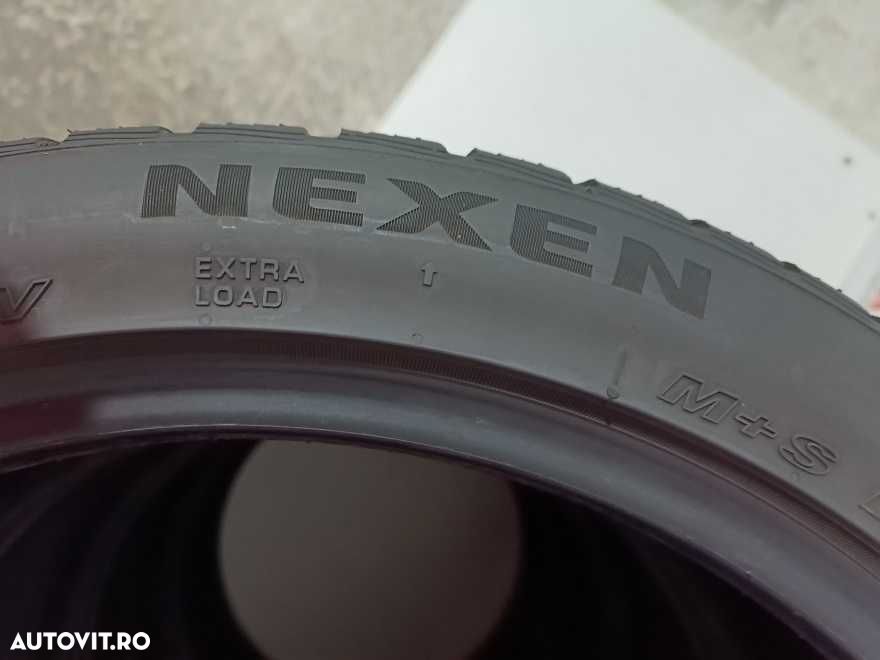 NEXEN
EXTRA
LOAD
V
M+S
AUTOVIT.RO